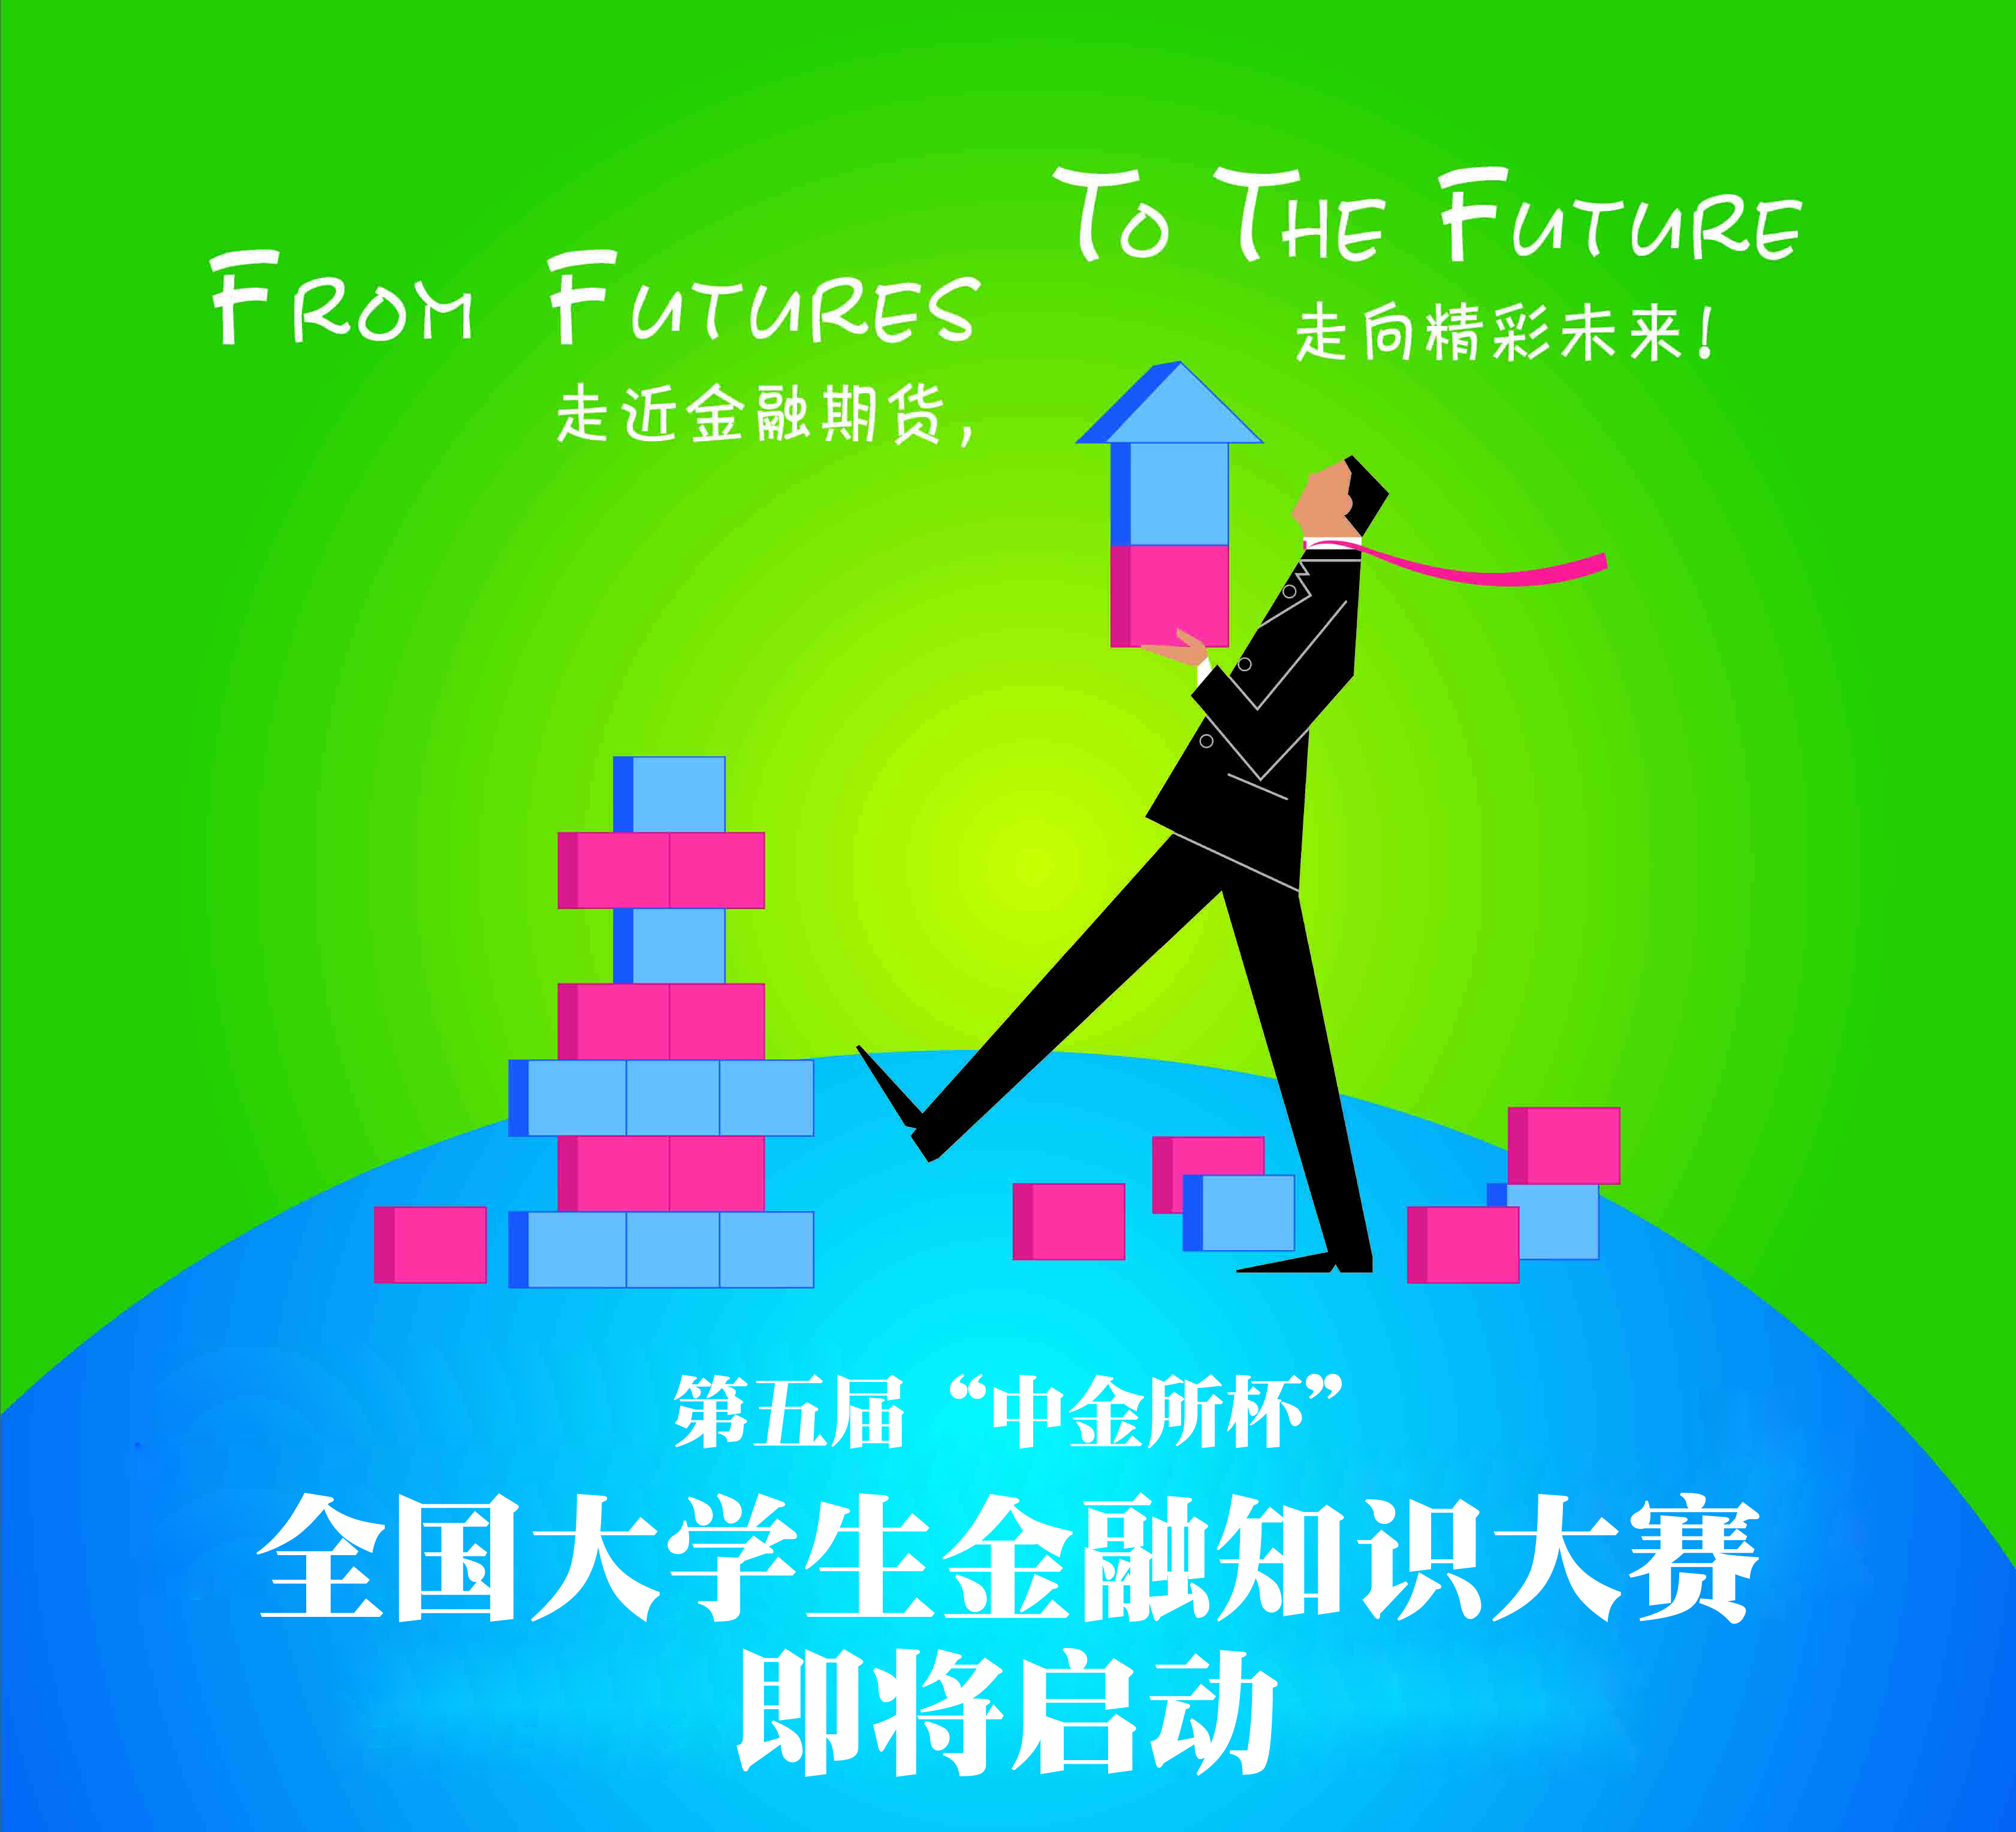 From Futures
To The Future
走近金融期货，
走向精彩未来！
第五届“中金所杯”
全国大学生金融知识大赛
即将启动